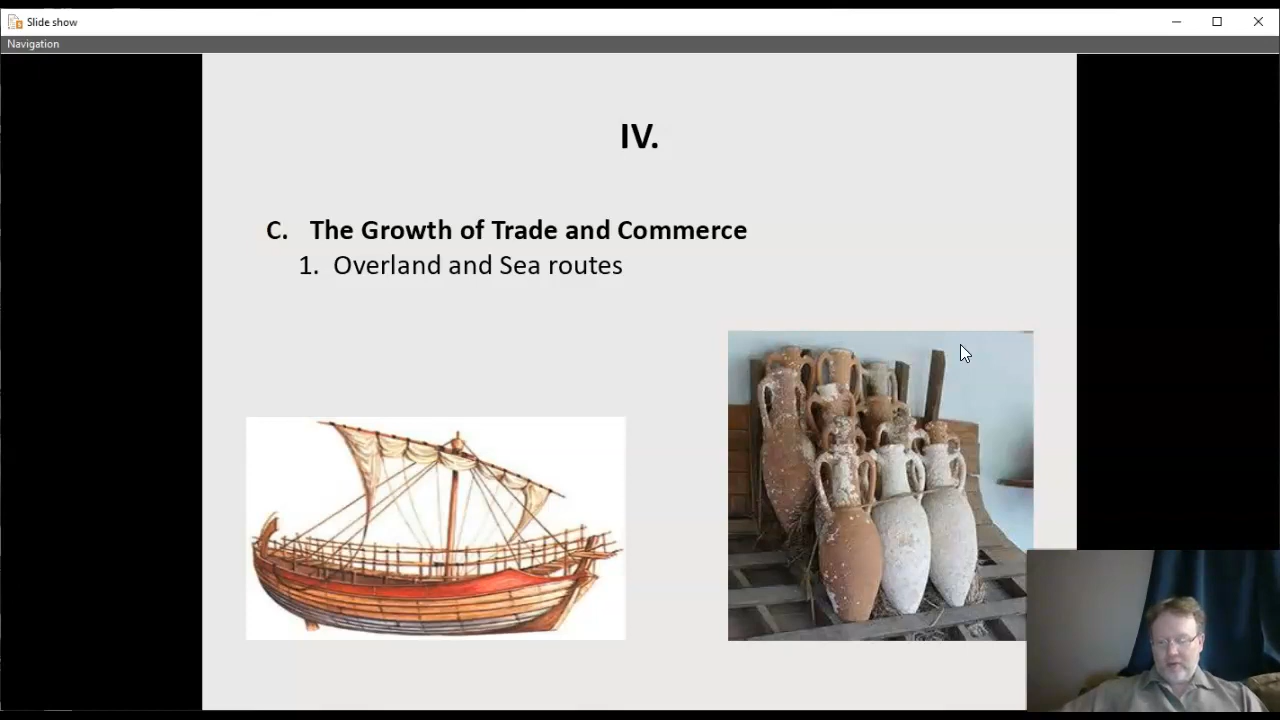 Slide show
Navigation
IV.
C. The Growth of Trade and Commerce
1. Overland and Sea routes